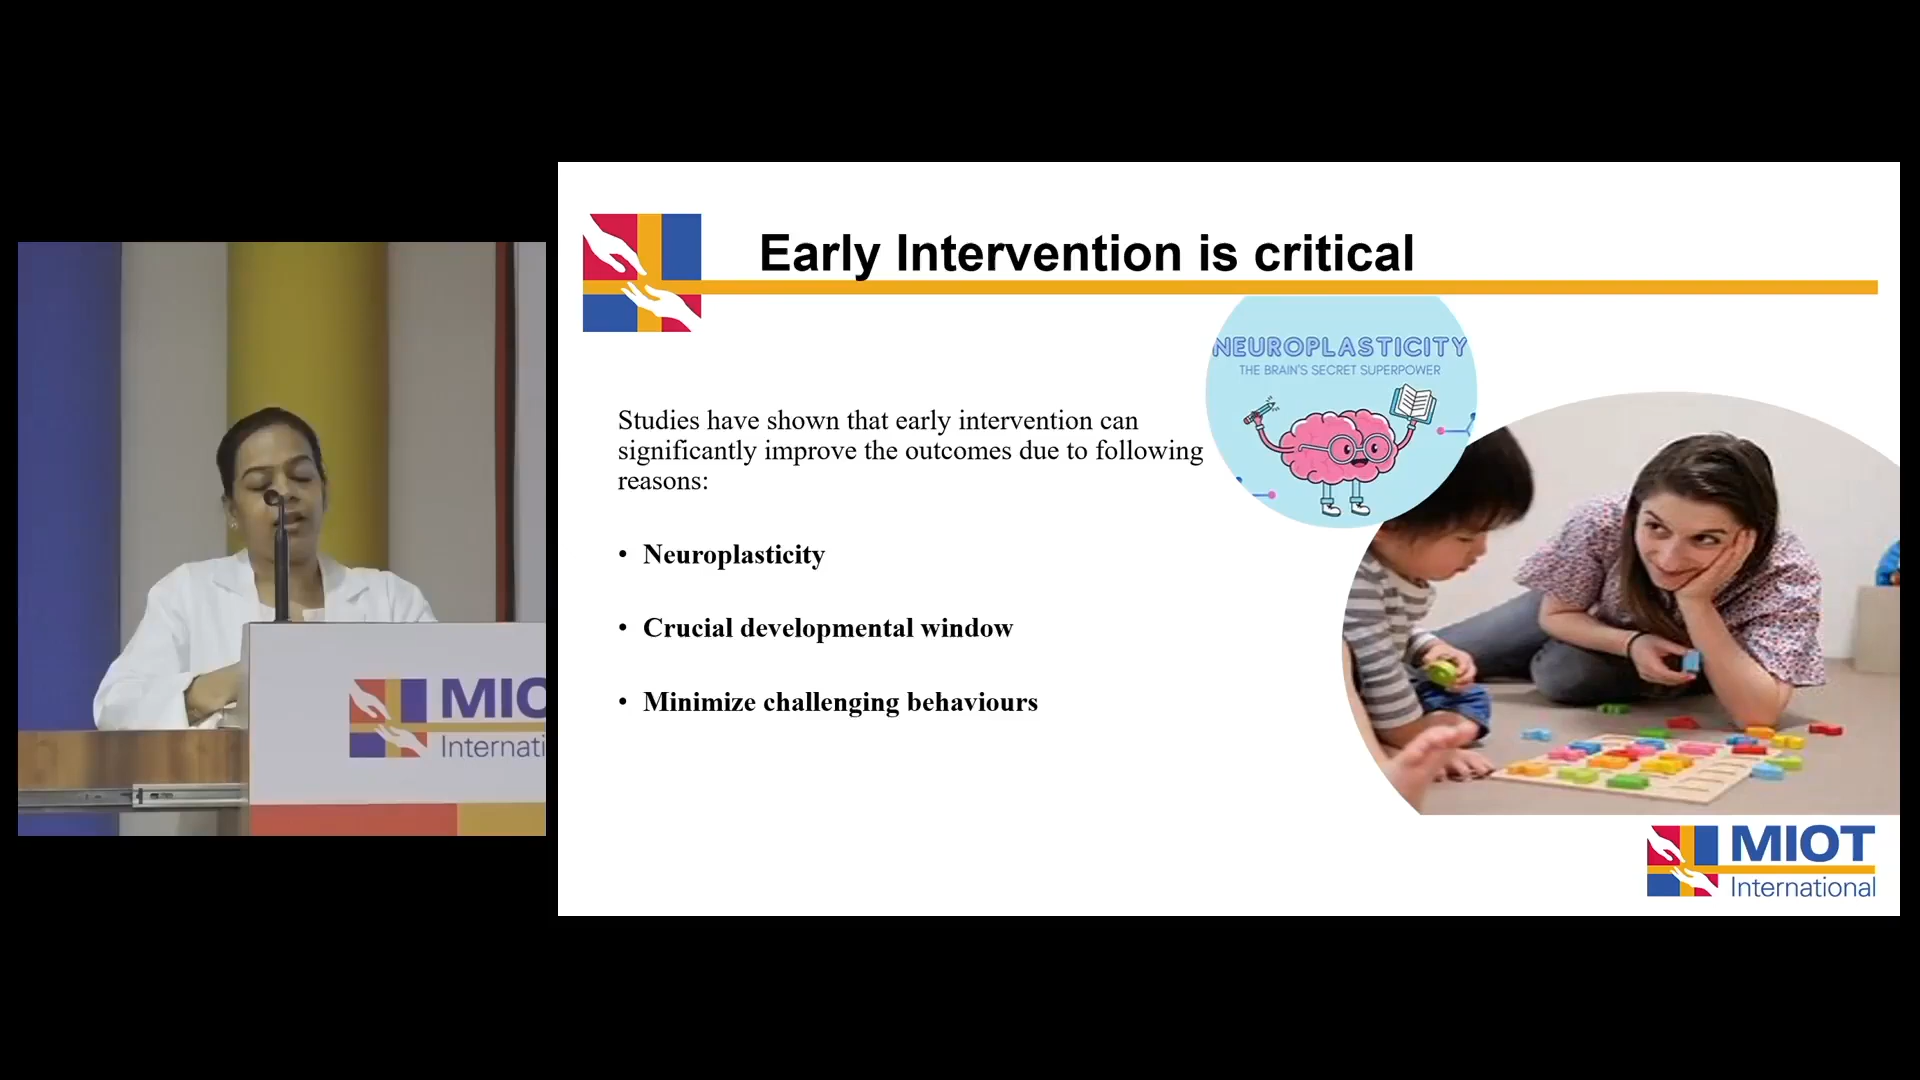 Early Intervention is critical
NEUROPLASTICITY
THE BRAIN'S SECRET SUPERPOWER
Studies have shown that early intervention can
significantly improve the outcomes due to following
reasons:
• Neuroplasticity
• Crucial developmental window
• Minimize challenging behaviours
MIOT
International
MIO
Internati